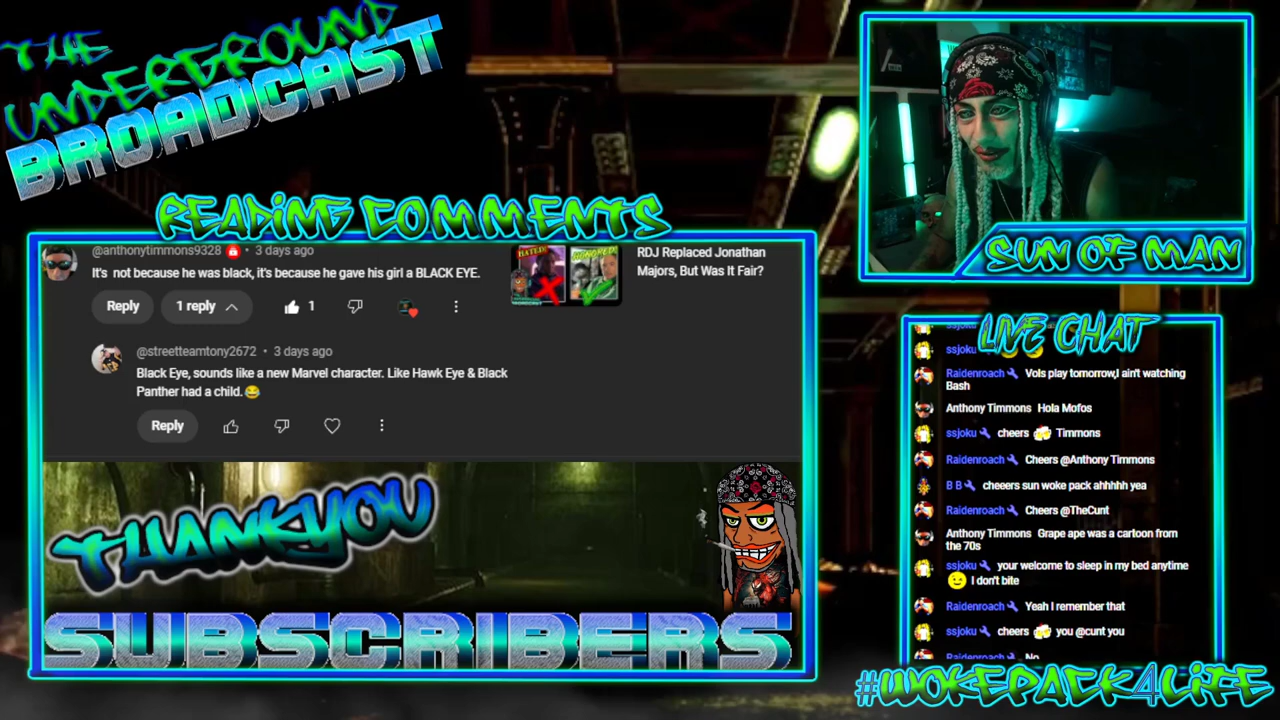 THE
UNDERGROUND
BROADCAST
READING COMMENTS
@anthonytimmons9328 • 3 days ago
It's not because he was black, it's because he gave his girl a BLACK EYE.
Reply 1 reply 1
HATED! HONORED!
RDJ Replaced Jonathan
Majors, But Was It Fair?
@streetteamtony2672 • 3 days ago
Black Eye, sounds like a new Marvel character. Like Hawk Eye & Black
Panther had a child. 😂
Reply
THANKYOU
SUBSCRIBERS
SUN OF MAN
LIVE CHAT
ssjoku
Raidenroach Vols play tomorrow,I ain't watching
Bash
Anthony Timmons Hola Mofos
ssjoku cheers 🍻 Timmons
Raidenroach Cheers @Anthony Timmons
B B cheeers sun woke pack ahhhhh yea
Raidenroach Cheers @TheCunt
Anthony Timmons Grape ape was a cartoon from
the 70s
ssjoku your welcome to sleep in my bed anytime
😉 I don't bite
Raidenroach Yeah I remember that
ssjoku cheers 🍻 you @cunt you
Raidenroach No
#WOKEPACK4LIFE